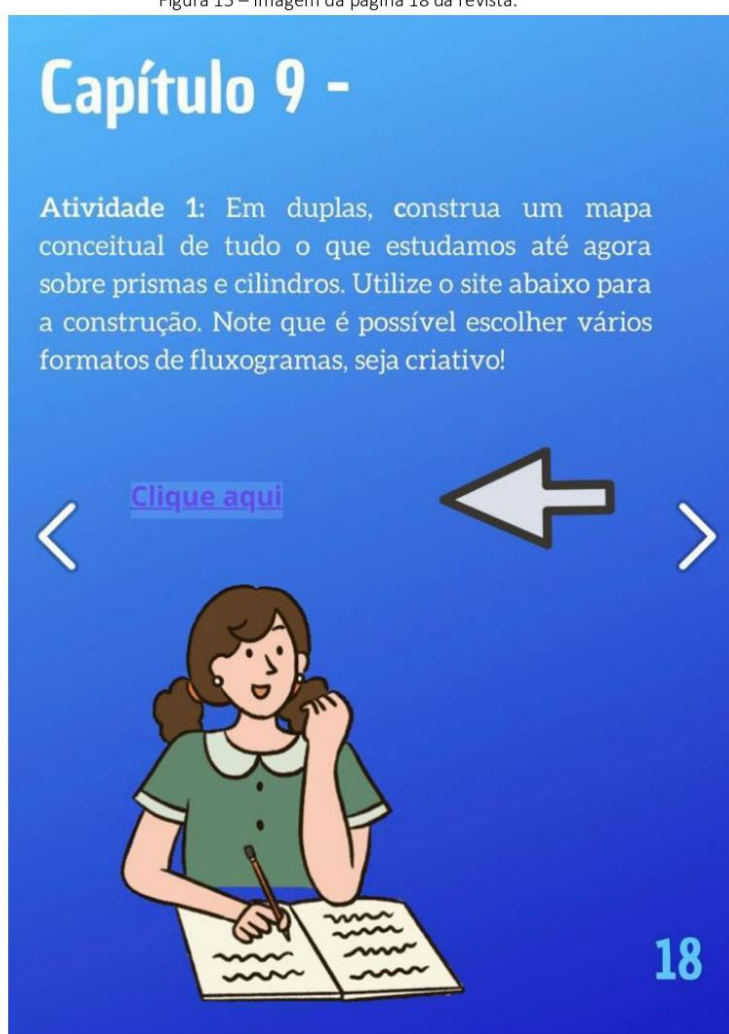 Figura 15 – Imagem da página 18 da revista.
Capítulo 9 -
Atividade 1: Em duplas, construa um mapa
conceitual de tudo o que estudamos até agora
sobre prismas e cilindros. Utilize o site abaixo para
a construção. Note que é possível escolher vários
formatos de fluxogramas, seja criativo!
Clique aqui
18